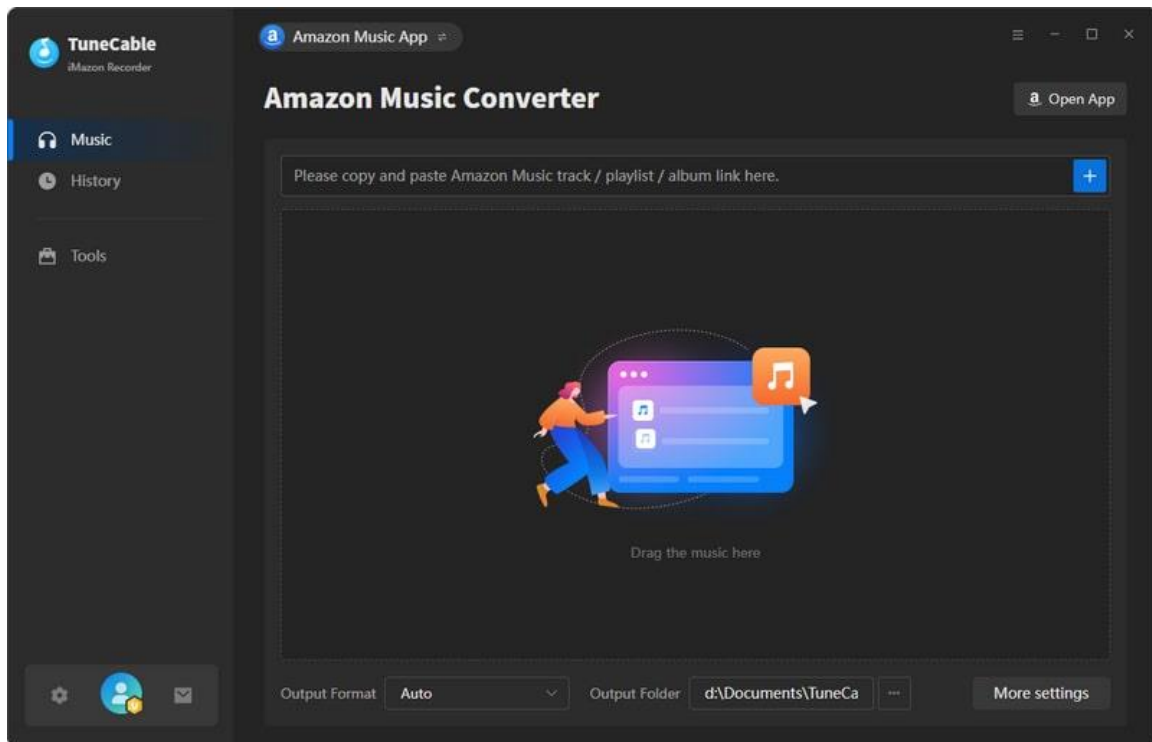 TuneCable
iMazon Recorder
Music
History
Tools
Amazon Music App
Amazon Music Converter
Open App
Please copy and paste Amazon Music track / playlist / album link here.
Drag the music here
Output Format Auto Output Folder d:\Documents\TuneCa ... More settings